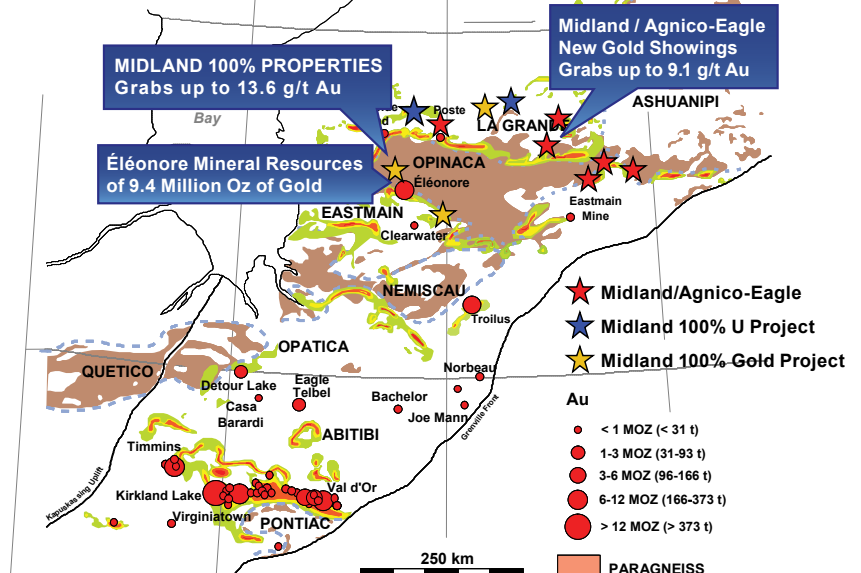 Midland / Agnico-Eagle
New Gold Showings
Grabs up to 9.1 g/t Au
MIDLAND 100% PROPERTIES
Grabs up to 13.6 g/t Au
ASHUANIPI
Bay
Poste
LA GRANDE
Éléonore Mineral Resources
of 9.4 Million Oz of Gold
OPINACA
Éléonore
Eastmain
Mine
EASTMAIN
Clearwater
NEMISCAU
Troilus
Midland/Agnico-Eagle
Midland 100% U Project
Midland 100% Gold Project
OPATICA
QUETICO
Detour Lake
Eagle
Telbel
Norbeau
Casa
Barardi
Bachelor
Joe Mann
Grenville Front
Au
< 1 MOZ (< 31 t)
1-3 MOZ (31-93 t)
3-6 MOZ (96-166 t)
6-12 MOZ (166-373 t)
> 12 MOZ (> 373 t)
ABITIBI
Timmins
Kapuskas sing Uplift
Kirkland Lake
Val d'Or
Virginiatown
PONTIAC
250 km
PARAGNEISS